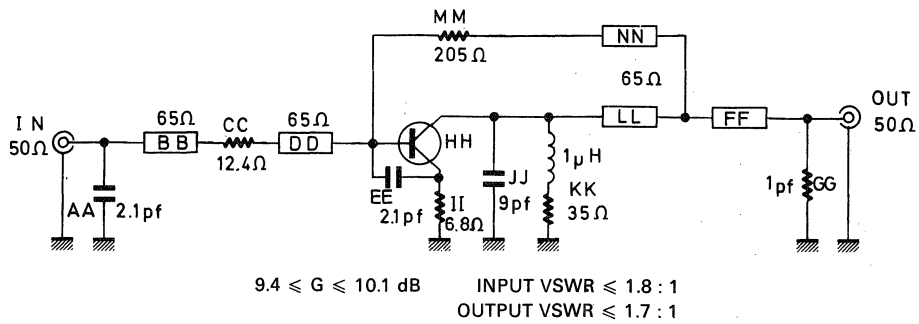 MM
NN
205Ω
65Ω
IN
50Ω
65Ω
BB
CC
12.4Ω
65Ω
DD
HH
LL
FF
OUT
50Ω
AA
2.1pf
EE
2.1pf
II
6.8Ω
JJ
9pf
1μH
KK
35Ω
1pf
GG
9.4 ⩽ G ⩽ 10.1 dB
INPUT VSWR ⩽ 1.8 : 1
OUTPUT VSWR ⩽ 1.7 : 1